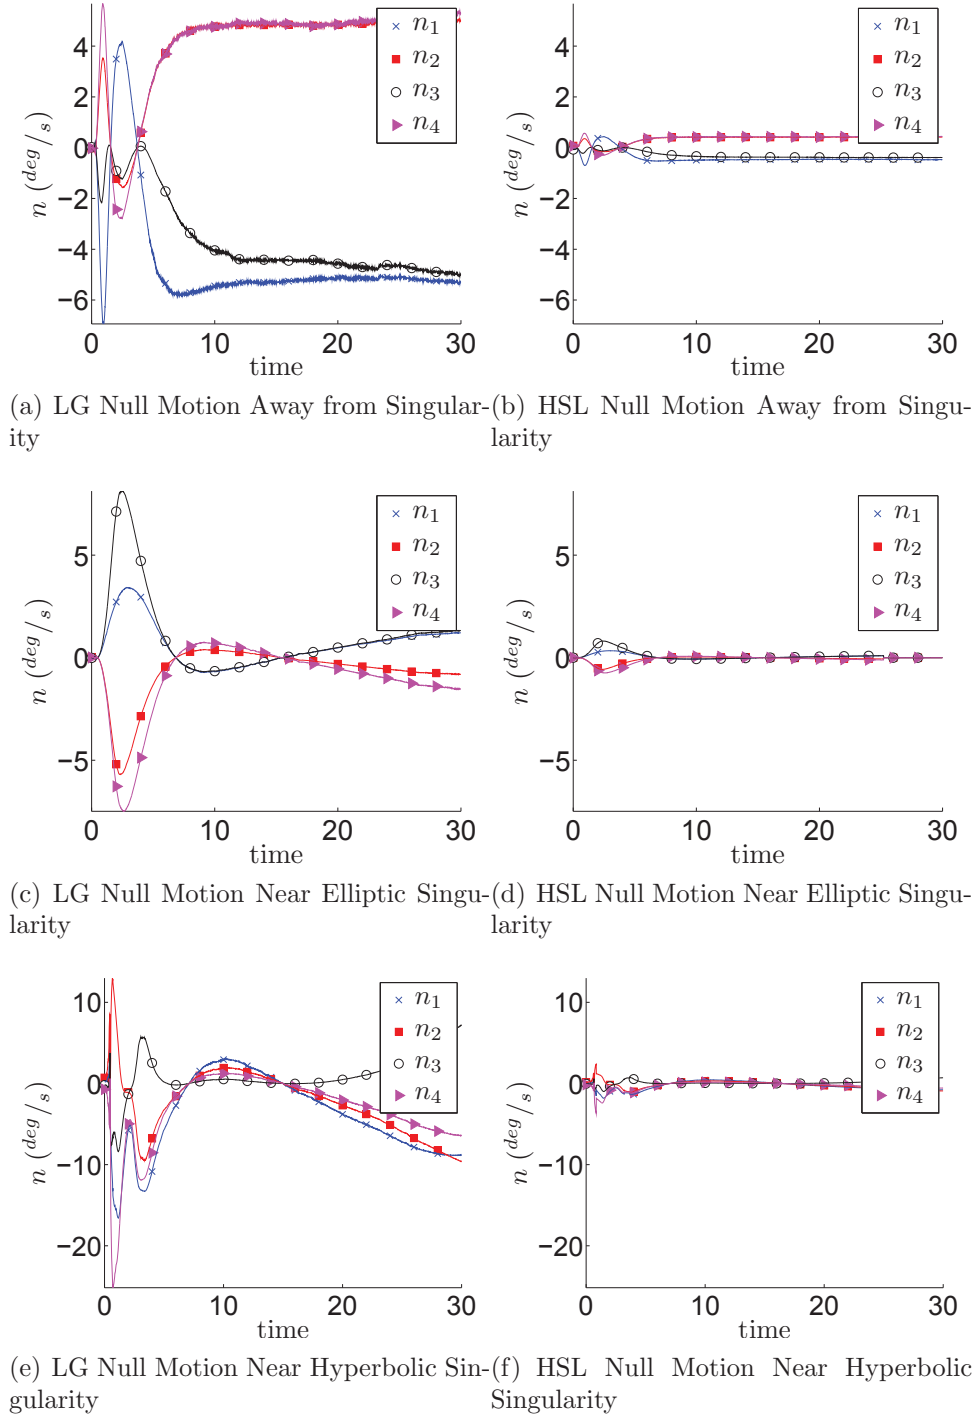 n (deg/s)
4
2
0
−2
−4
−6
0 10 20 30
time
n1
n2
n3
n4
n (deg/s)
4
2
0
−2
−4
−6
0 10 20 30
time
n1
n2
n3
n4
(a) LG Null Motion Away from Singular-
ity
(b) HSL Null Motion Away from Singu-
larity
n (deg/s)
5
0
−5
0 10 20 30
time
n1
n2
n3
n4
n (deg/s)
5
0
−5
0 10 20 30
time
n1
n2
n3
n4
(c) LG Null Motion Near Elliptic Singu-
larity
(d) HSL Null Motion Near Elliptic Singu-
larity
n (deg/s)
10
0
−10
−20
0 10 20 30
time
n1
n2
n3
n4
n (deg/s)
10
0
−10
−20
0 10 20 30
time
n1
n2
n3
n4
(e) LG Null Motion Near Hyperbolic Sin-
gularity
(f) HSL Null Motion Near Hyperbolic
Singularity